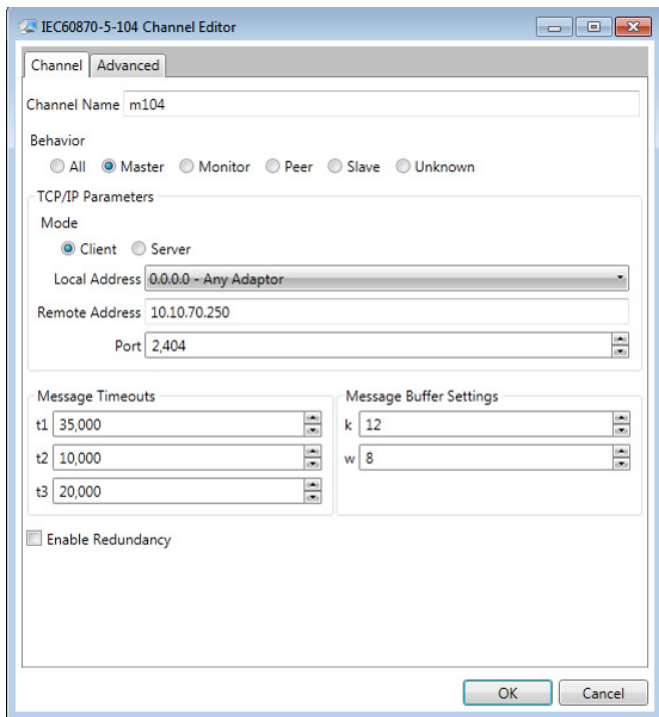 IEC60870-5-104 Channel Editor
Channel Advanced
Channel Name m104
Behavior
All Master Monitor Peer Slave Unknown
TCP/IP Parameters
Mode
Client Server
Local Address 0.0.0.0 - Any Adaptor
Remote Address 10.10.70.250
Port 2,404
Message Timeouts
t1 35,000
t2 10,000
t3 20,000
Message Buffer Settings
k 12
w 8
Enable Redundancy
OK Cancel